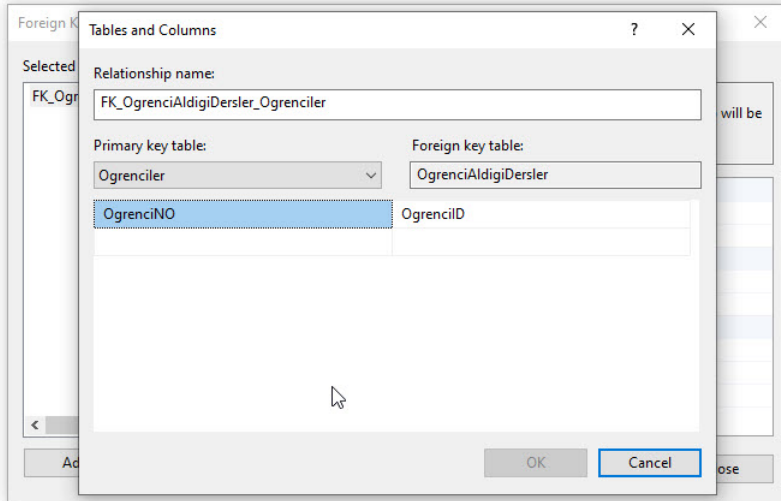 Foreign K
Tables and Columns
?
Selected
Relationship name:
FK_Ogr
FK_OgrenciAldigiDersler_Ogrenciler
will be
Primary key table:
Foreign key table:
Ogrenciler
OgrenciAldigiDersler
OgrenciNO
OgrenciID
Ad
OK
Cancel
ose